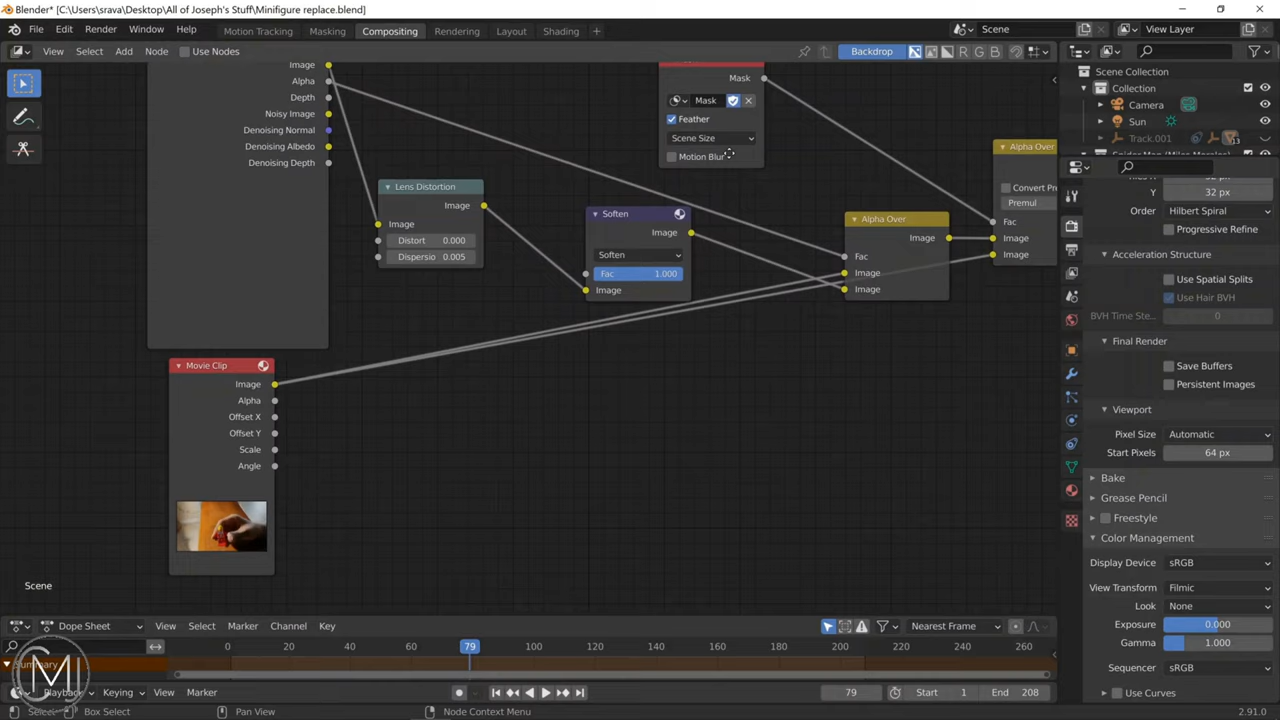 Blender* [C:\Users\srava\Desktop\All of Joseph's Stuff\Minifigure replace.blend]
File Edit Render Window Help Motion Tracking Masking Compositing Rendering Layout Shading + Scene View Layer
View Select Add Node Use Nodes Backdrop R G B
Image
Alpha
Depth
Noisy Image
Denoising Normal
Denoising Albedo
Denoising Depth
Lens Distortion
Image
Image
Distort 0.000
Dispersio 0.005
Soften
Image
Soften
Fac 1.000
Image
Mask
Mask
Feather
Scene Size
Motion Blur
Alpha Over
Image
Fac
Image
Image
Alpha Over
Convert Pre
Premul
Fac
Image
Image
Movie Clip
Image
Alpha
Offset X
Offset Y
Scale
Angle
Scene
Scene Collection
Collection
Camera
Sun
Track.001
13
Y 32 px
Order Hilbert Spiral
Progressive Refine
Acceleration Structure
Use Spatial Splits
Use Hair BVH
BVH Time Ste... 0
Final Render
Save Buffers
Persistent Images
Viewport
Pixel Size Automatic
Start Pixels 64 px
Bake
Grease Pencil
Freestyle
Color Management
Display Device sRGB
View Transform Filmic
Look None
Exposure 0.000
Gamma 1.000
Sequencer sRGB
Use Curves
Dope Sheet View Select Marker Channel Key Nearest Frame
0 20 40 60 79 100 120 140 160 180 200 220 240 260
Summary
Playback Keying View Marker 79 Start 1 End 208
Select Box Select Pan View Node Context Menu 2.91.0